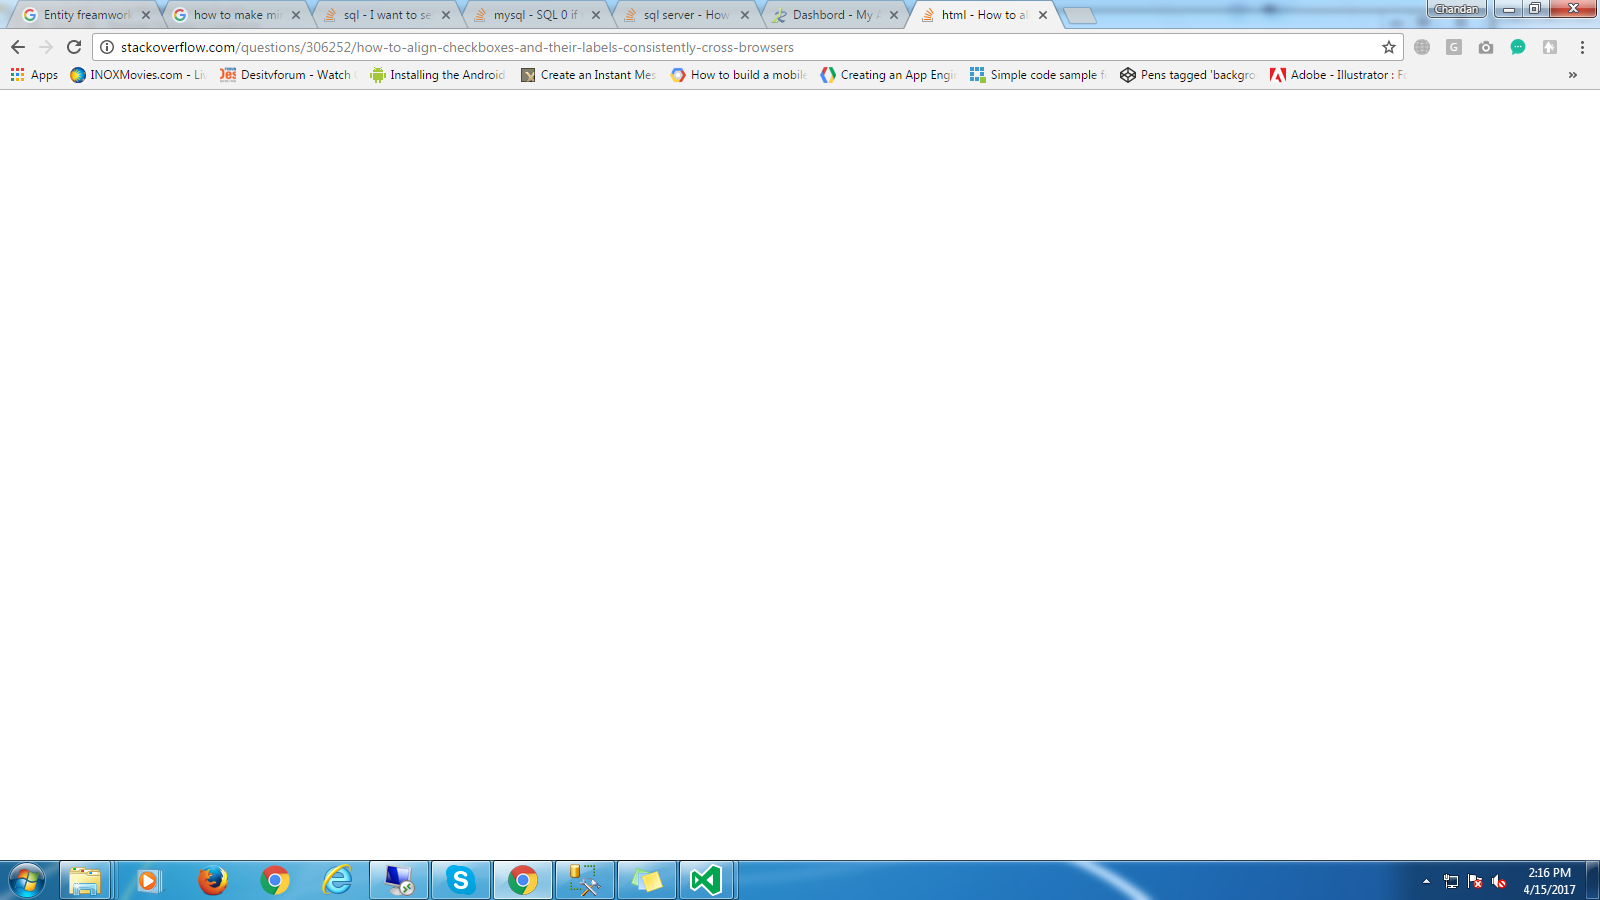 Entity freamwork
how to make mi
sql - I want to se
mysql - SQL 0 if
sql server - How
Dashbord - My A
html - How to al
Chandan
stackoverflow.com/questions/306252/how-to-align-checkboxes-and-their-labels-consistently-cross-browsers
Apps
INOXMovies.com - Li
Desitvforum - Watch
Installing the Android
Create an Instant Mes
How to build a mobile
Creating an App Engi
Simple code sample f
Pens tagged 'backgro
Adobe - Illustrator : Fo
2:16 PM
4/15/2017